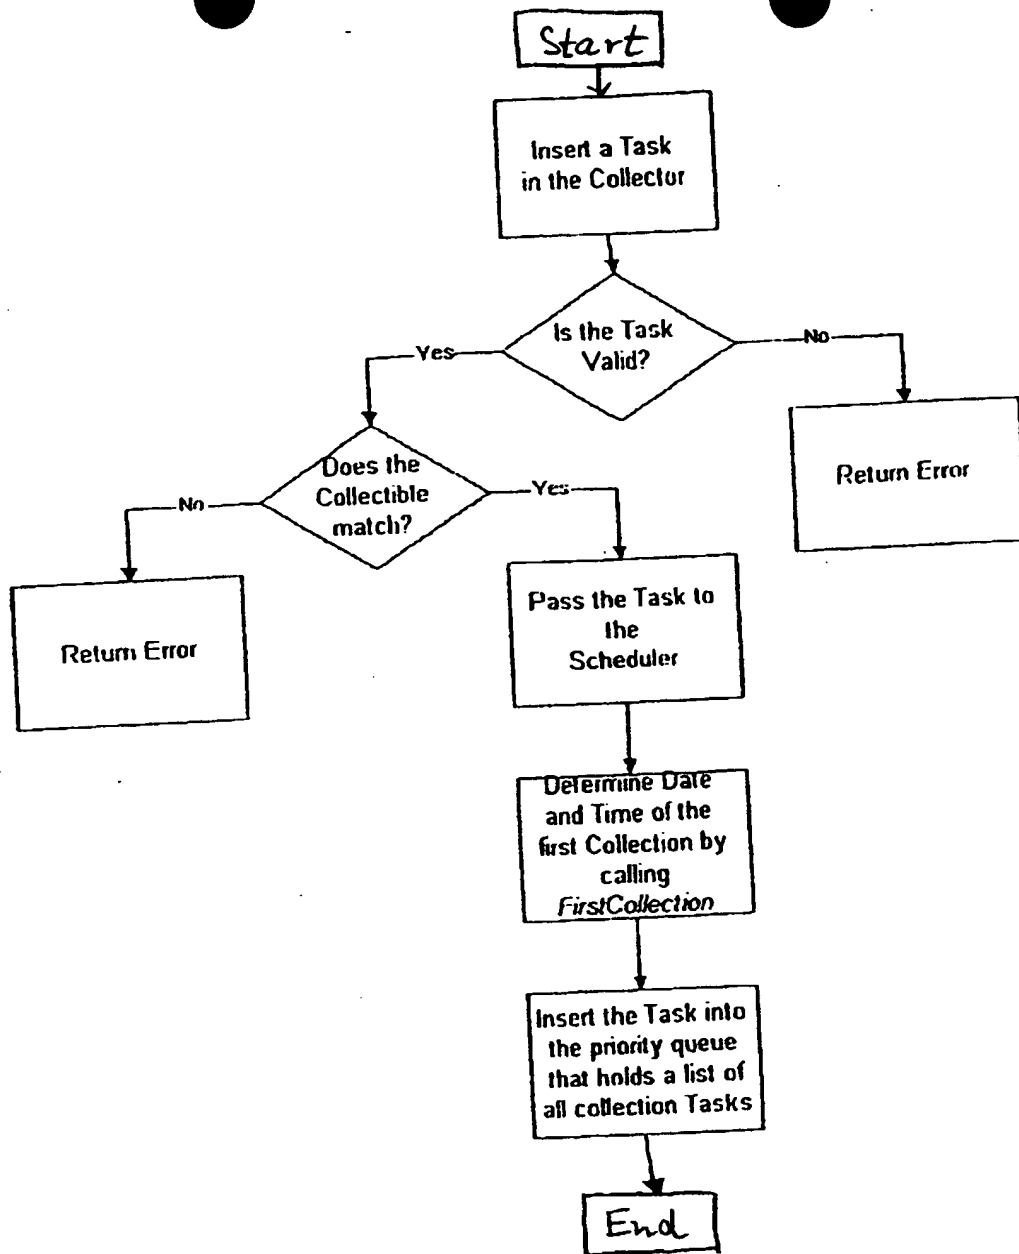 Start
Insert a Task
in the Collector
Is the Task
Valid?
Yes
No
Does the
Collectible
match?
Return Error
No
Yes
Return Error
Pass the Task to
the
Scheduler
Determine Date
and Time of the
first Collection by
calling
FirstCollection
Insert the Task into
the priority queue
that holds a list of
all collection Tasks
End